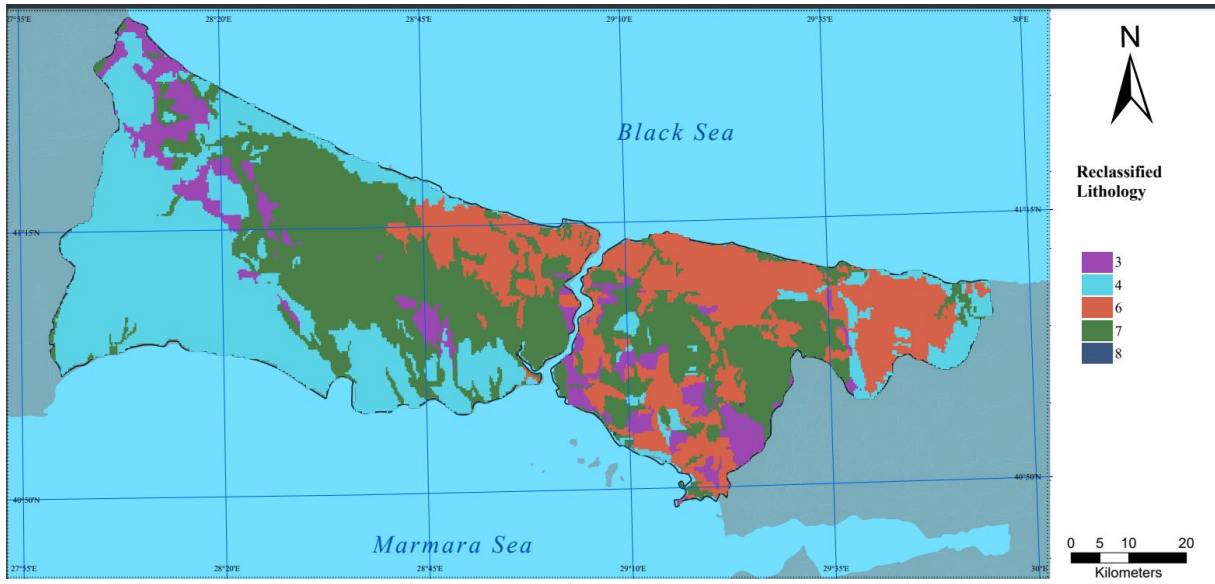 27°55'E 28°20'E 28°45'E 29°10'E 29°35'E 30°E
N
Black Sea
Reclassified
Lithology
41°15'N
41°15'N
3
4
6
7
8
40°50'N
40°50'N
Marmara Sea
0 5 10 20
Kilometers
27°55'E 28°20'E 28°45'E 29°10'E 29°35'E 30°E